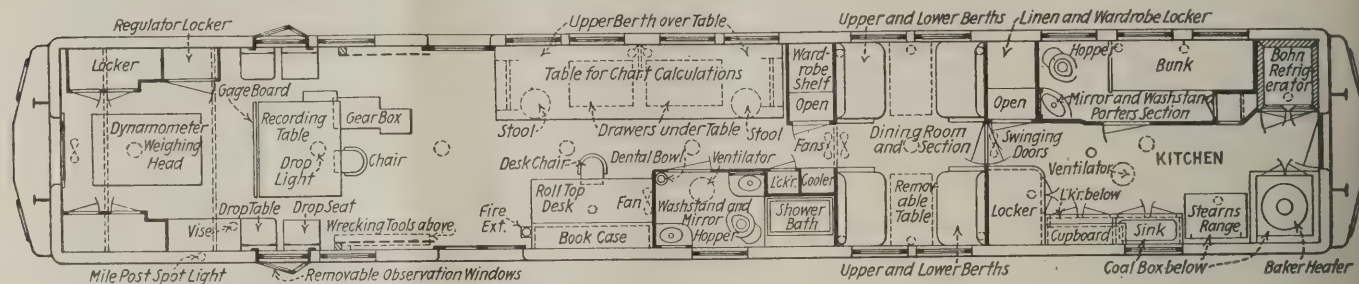 Regulator Locker
Upper Berth over Table
Upper and Lower Berths
Linen and Wardrobe Locker
Locker
Gage Board
Dynamometer
Weighing
Head
Recording
Table
Drop
Light
Gear Box
Chair
Table for Chart Calculations
Stool
Drawers under Table
Stool
Ward-
robe
Shelf
Open
Fans
Dining Room
and Section
Open
Hopper
Bunk
Mirror and Washstand
Porters Section
Bohn
Refrig-
erator
Swinging
Doors
KITCHEN
Ventilator
Desk Chair
Dental Bowl
Ventilator
Roll Top
Desk
Fan
Book Case
Washstand and
Mirror
Hopper
L'ck'r.
Cooler
Shower
Bath
Remov-
able
Table
Locker
L'kr. below
Cupboard
Sink
Stearns
Range
Vise
Drop Table
Drop Seat
Wrecking Tools above,
Fire
Ext.
Mile Post Spot Light
Removable Observation Windows
Upper and Lower Berths
Coal Box below
Baker Heater